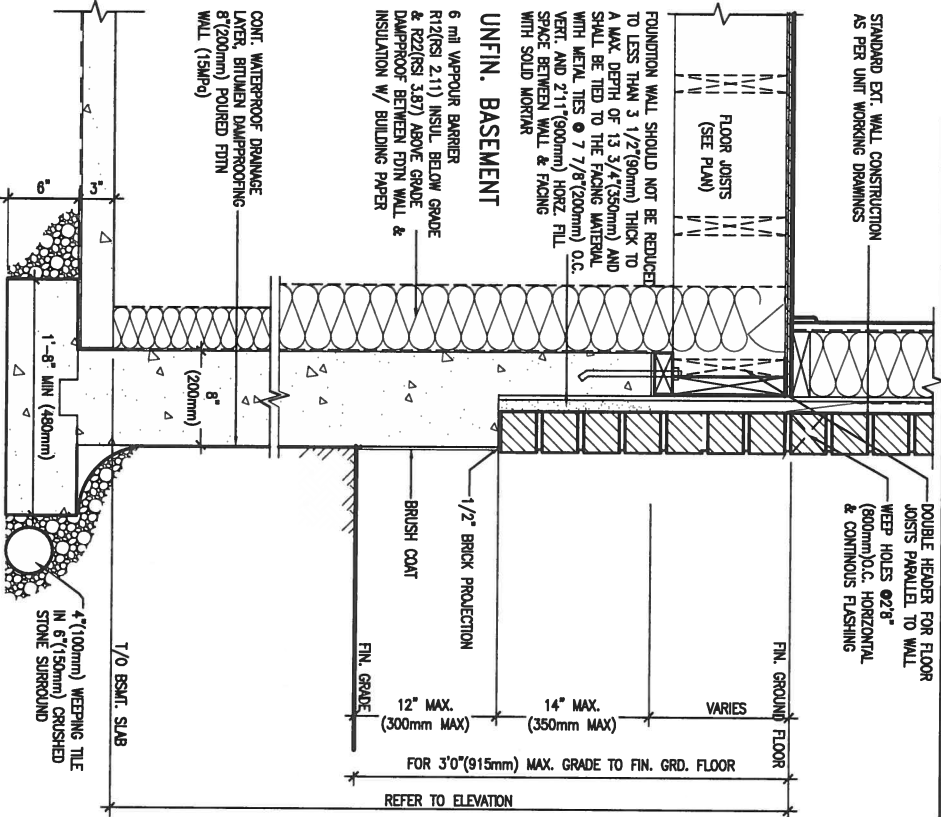 STANDARD EXT. WALL CONSTRUCTION
AS PER UNIT WORKING DRAWINGS
FLOOR JOISTS
(SEE PLAN)
FOUNDTION WALL SHOULD NOT BE REDUCED
TO LESS THAN 3 1/2"(90mm) THICK TO
A MAX. DEPTH OF 13 3/4"(350mm) AND
SHALL BE TIED TO THE FACING MATERIAL
WITH METAL TIES @ 7 7/8"(200mm) O.C.
VERT. AND 2'11"(900mm) HORZ. FILL
SPACE BETWEEN WALL & FACING
WITH SOLID MORTAR
UNFIN. BASEMENT
6 mil VAPPOUR BARRIER
R12(RSI 2.11) INSUL BELOW GRADE
& R22(RSI 3.87) ABOVE GRADE
DAMPPROOF BETWEEN FDTN WALL &
INSULATION W/ BUILDING PAPER
CONT. WATERPROOF DRAINAGE
LAYER, BITUMEN DAMPPROOFING
8"(200mm) POURED FDTN
WALL (15MPa)
3"
6"
8"
(200mm)
1'-8" MIN (480mm)
DOUBLE HEADER FOR FLOOR
JOISTS PARALLEL TO WALL
WEEP HOLES @2'8"
(800mm)O.C. HORIZONTAL
& CONTINOUS FLASHING
1/2" BRICK PROJECTION
BRUSH COAT
4"(100mm) WEEPING TILE
IN 6"(150mm) CRUSHED
STONE SURROUND
FIN. GROUND FLOOR
VARIES
14" MAX.
(350mm MAX)
12" MAX.
(300mm MAX)
FIN. GRADE
T/O BSMT. SLAB
FOR 3'0"(915mm) MAX. GRADE TO FIN. GRD. FLOOR
REFER TO ELEVATION